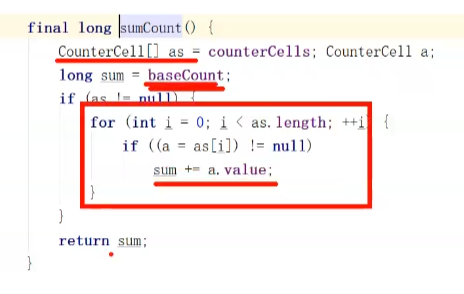 final long sumCount() {
CounterCell[] as = counterCells; CounterCell a;
long sum = baseCount;
if (as != null) {
for (int i = 0; i < as.length; ++i) {
if ((a = as[i]) != null)
sum += a.value;
}
}
return sum;
}